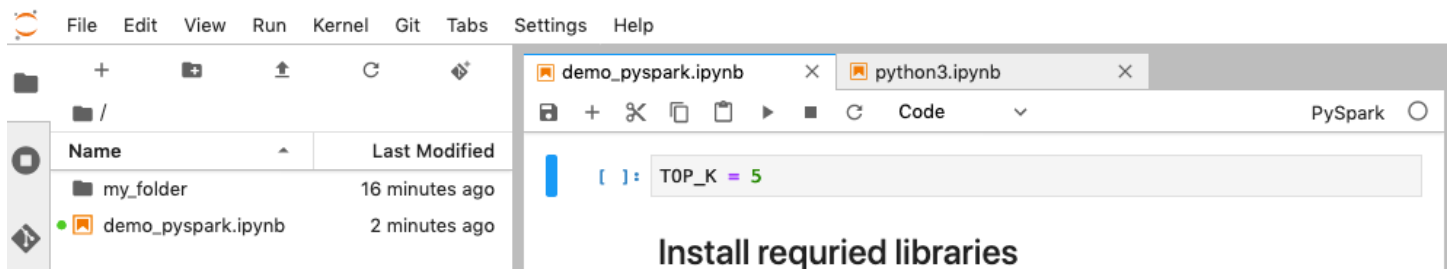 File Edit View Run Kernel Git Tabs Settings Help
demo_pyspark.ipynb
python3.ipynb
Code
PySpark
/
Name Last Modified
my_folder 16 minutes ago
demo_pyspark.ipynb 2 minutes ago
[ ]: TOP_K = 5
Install requried libraries